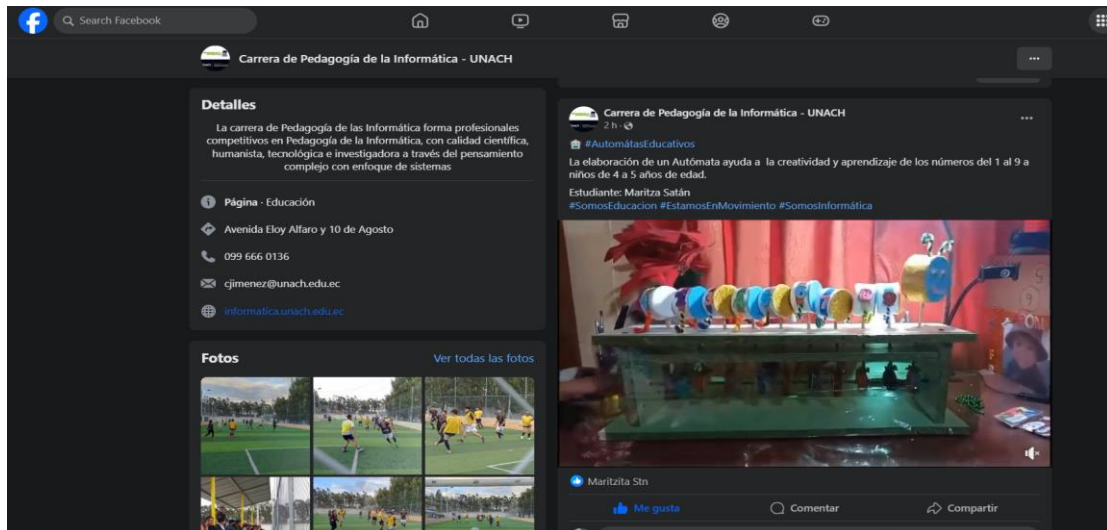 Search Facebook
Carrera de Pedagogía de la Informática - UNACH
Detalles
La carrera de Pedagogía de las Informática forma profesionales
competitivos en Pedagogía de la Informática, con calidad científica,
humanista, tecnológica e investigadora a través del pensamiento
complejo con enfoque de sistemas
Página · Educación
Avenida Eloy Alfaro y 10 de Agosto
099 666 0136
cjimenez@unach.edu.ec
informatica.unach.edu.ec
Fotos
Ver todas las fotos
Carrera de Pedagogía de la Informática - UNACH
2 h ·
#AutomátasEducativos
La elaboración de un Autómata ayuda a la creatividad y aprendizaje de los números del 1 al 9 a
niños de 4 a 5 años de edad.
Estudiante: Maritza Satán
#SomosEducacion #EstamosEnMovimiento #SomosInformática
Maritzita Stn
Me gusta
Comentar
Compartir